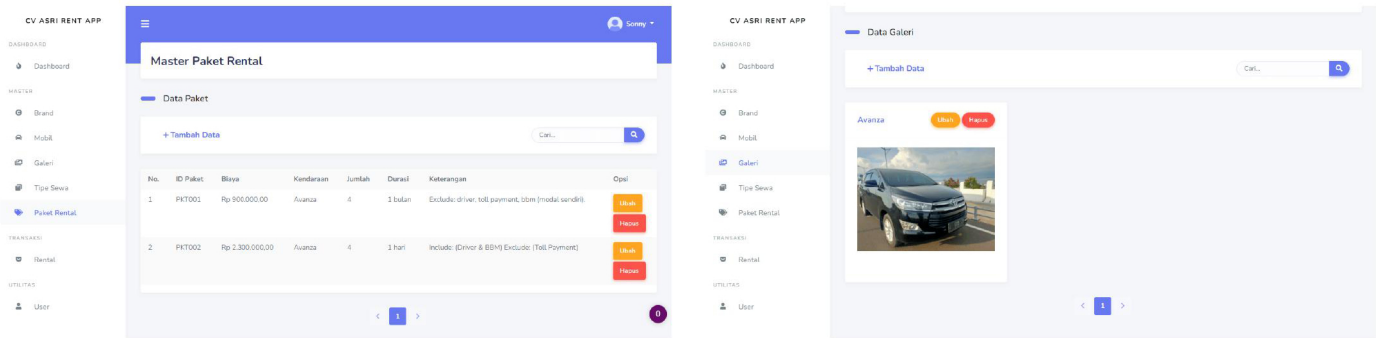 CV ASRI RENT APP
DASHBOARD
Dashboard
MASTER
Brand
Mobil
Galeri
Tipe Sewa
Paket Rental
TRANSAKSI
Rental
UTILITAS
User
Sonny
Master Paket Rental
Data Paket
+ Tambah Data
Cari...
No. ID Paket Biaya Kendaraan Jumlah Durasi Keterangan Opsi
1 PKT001 Rp 900.000,00 Avanza 4 1 bulan Exclude: driver, toll payment, bbm (modal sendiri). Ubah
Hapus
2 PKT002 Rp 2.300.000,00 Avanza 4 1 hari Include: (Driver & BBM) Exclude: (Toll Payment) Ubah
Hapus
1
0
CV ASRI RENT APP
DASHBOARD
Dashboard
MASTER
Brand
Mobil
Galeri
Tipe Sewa
Paket Rental
TRANSAKSI
Rental
UTILITAS
User
Data Galeri
+ Tambah Data
Cari...
Avanza Ubah Hapus
1